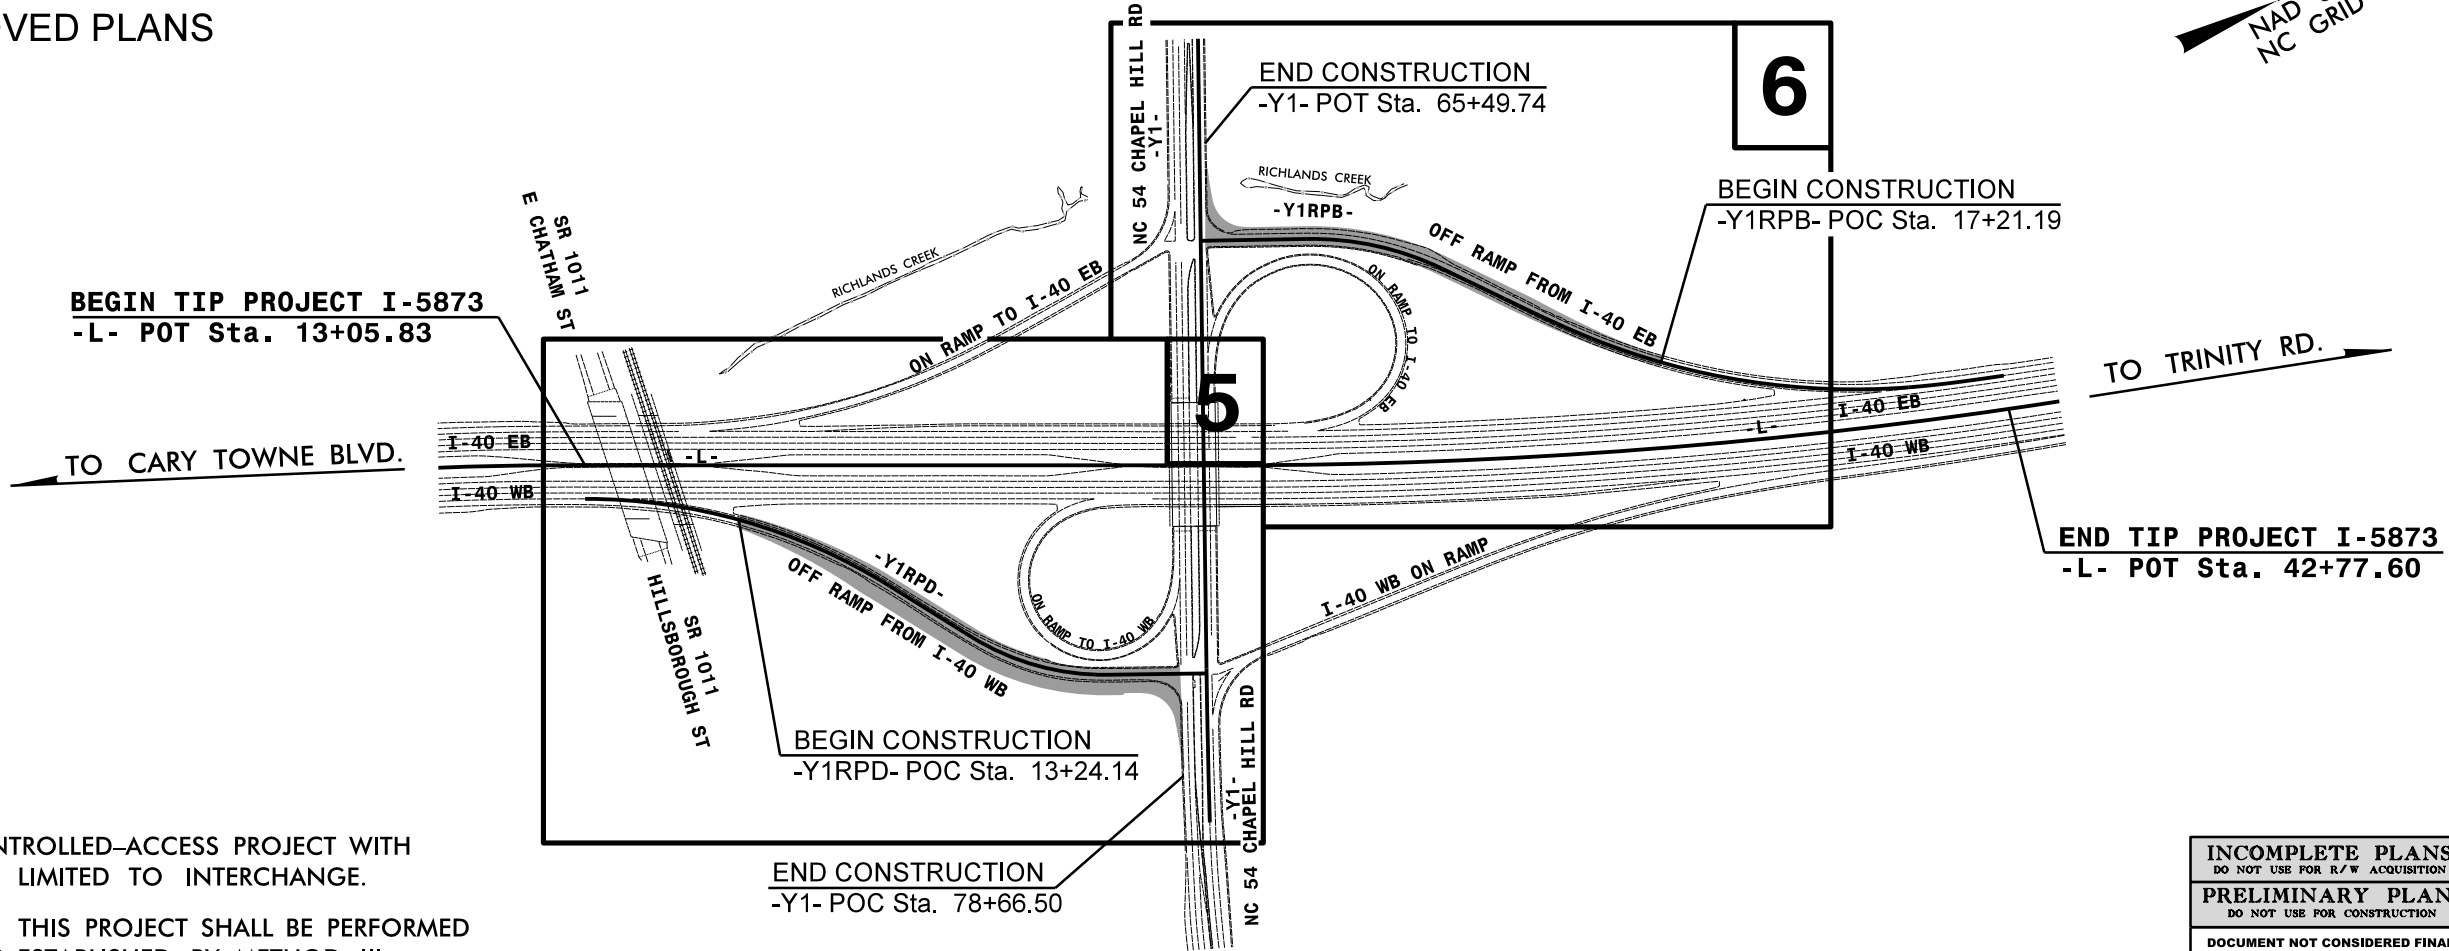 OVED PLANS
NAD
NC GRID
NC 54 CHAPEL HILL RD
-Y1-
END CONSTRUCTION
-Y1- POT Sta. 65+49.74
6
RICHLANDS CREEK
-Y1RPB-
BEGIN CONSTRUCTION
-Y1RPB- POC Sta. 17+21.19
OFF RAMP FROM I-40 EB
ON RAMP TO I-40 EB
SR 1011
E CHATHAM ST
RICHLANDS CREEK
ON RAMP TO I-40 EB
BEGIN TIP PROJECT I-5873
-L- POT Sta. 13+05.83
5
TO TRINITY RD.
I-40 EB
-L-
I-40 EB
-L-
I-40 WB
TO CARY TOWNE BLVD.
I-40 WB
END TIP PROJECT I-5873
-L- POT Sta. 42+77.60
-Y1RPD-
OFF RAMP FROM I-40 WB
ON RAMP TO I-40 WB
I-40 WB ON RAMP
SR 1011
HILLSBOROUGH ST
BEGIN CONSTRUCTION
-Y1RPD- POC Sta. 13+24.14
-Y1-
NC 54 CHAPEL HILL RD
END CONSTRUCTION
-Y1- POC Sta. 78+66.50
NTROLLED–ACCESS PROJECT WITH
LIMITED TO INTERCHANGE.
THIS PROJECT SHALL BE PERFORMED
ESTABLISHED BY METHOD III
INCOMPLETE PLANS
DO NOT USE FOR R/W ACQUISITION
PRELIMINARY PLAN
DO NOT USE FOR CONSTRUCTION
DOCUMENT NOT CONSIDERED FINAL